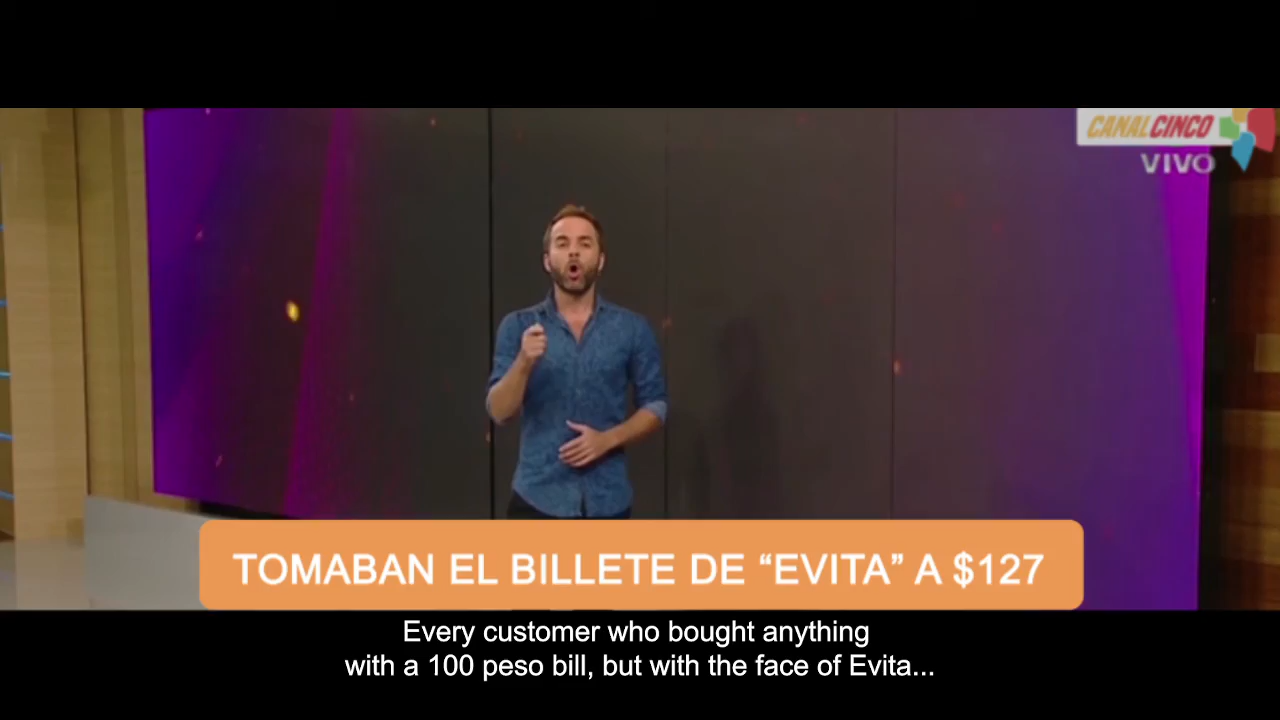 CANALCINCO
VIVO
TOMABAN EL BILLETE DE “EVITA” A $127
Every customer who bought anything
with a 100 peso bill, but with the face of Evita...